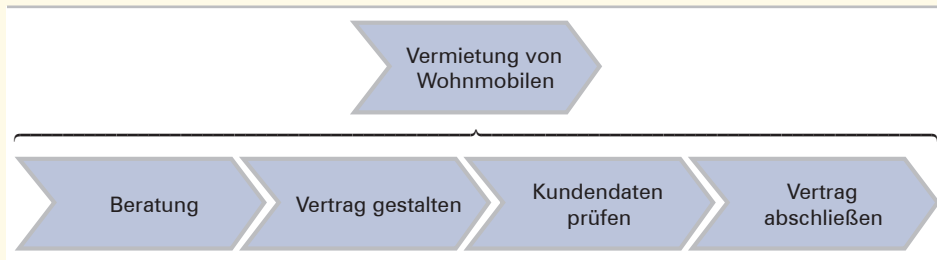 Vermietung von
Wohnmobilen
Beratung
Vertrag gestalten
Kundendaten
prüfen
Vertrag
abschließen